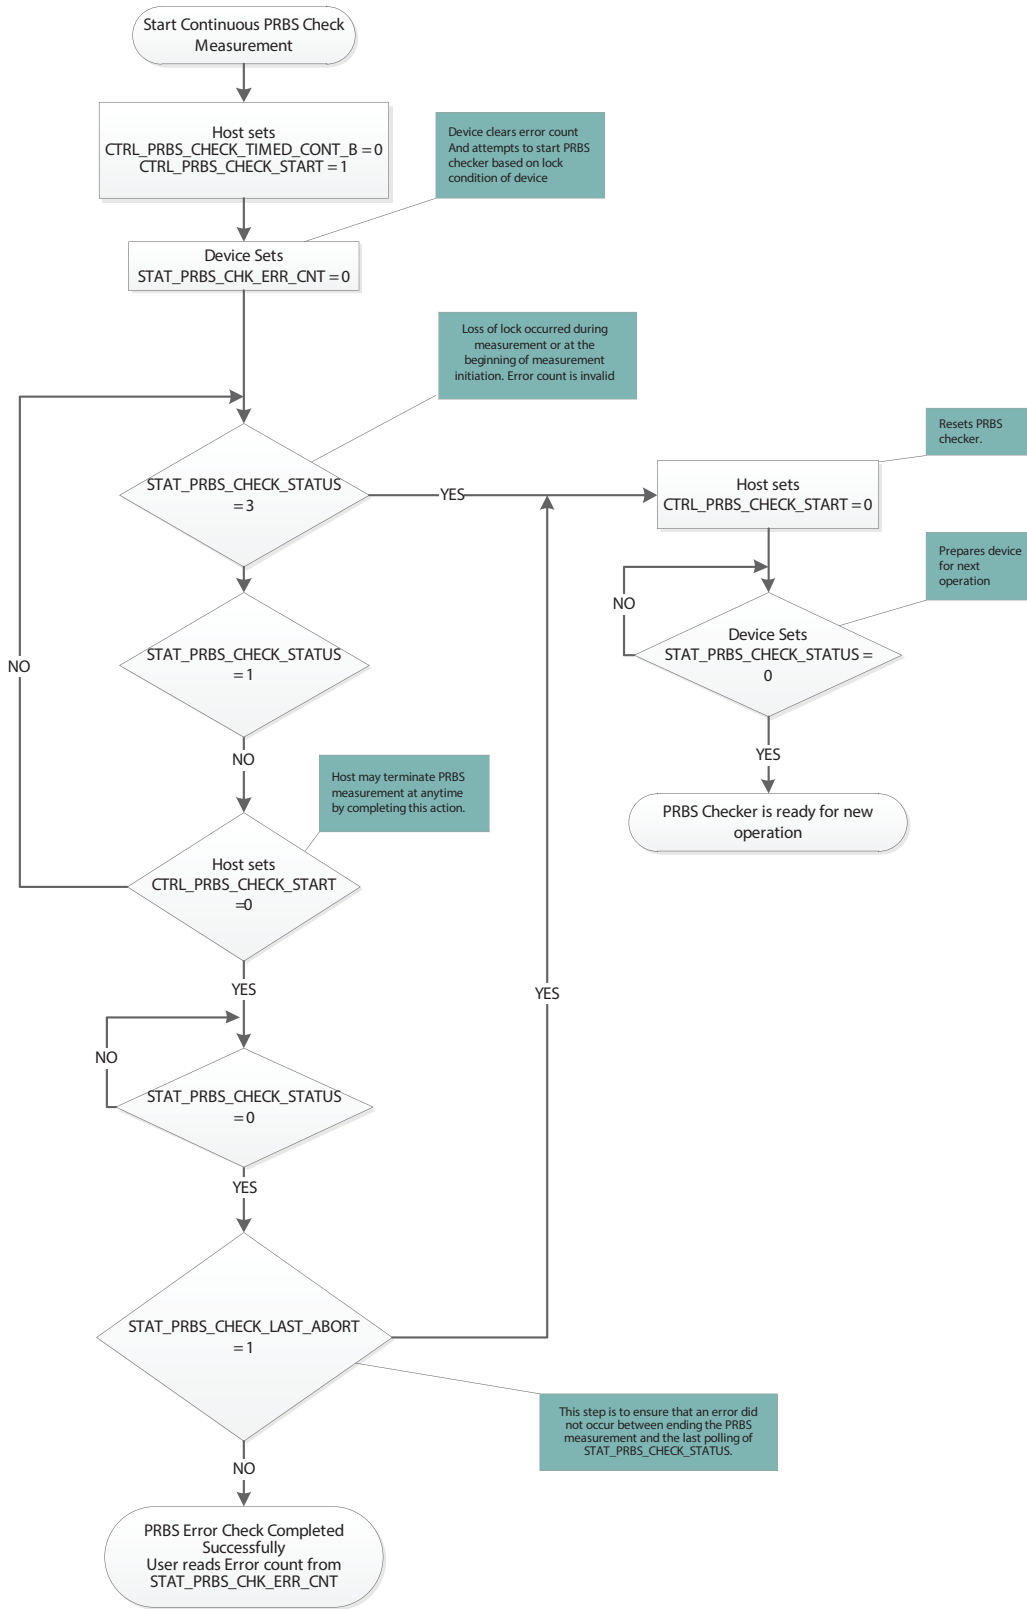 Start Continuous PRBS Check
Measurement
Host sets
CTRL_PRBS_CHECK_TIMED_CONT_B = 0
CTRL_PRBS_CHECK_START = 1
Device clears error count
And attempts to start PRBS
checker based on lock
condition of device
Device Sets
STAT_PRBS_CHK_ERR_CNT = 0
Loss of lock occurred during
measurement or at the
beginning of measurement
initiation. Error count is invalid
STAT_PRBS_CHECK_STATUS
= 3
YES
Resets PRBS
checker.
Host sets
CTRL_PRBS_CHECK_START = 0
Prepares device
for next
operation
NO
Device Sets
STAT_PRBS_CHECK_STATUS =
0
YES
PRBS Checker is ready for new
operation
STAT_PRBS_CHECK_STATUS
= 1
NO
NO
Host may terminate PRBS
measurement at anytime
by completing this action.
Host sets
CTRL_PRBS_CHECK_START
=0
YES
YES
NO
STAT_PRBS_CHECK_STATUS
= 0
YES
STAT_PRBS_CHECK_LAST_ABORT
= 1
This step is to ensure that an error did
not occur between ending the PRBS
measurement and the last polling of
STAT_PRBS_CHECK_STATUS.
NO
PRBS Error Check Completed
Successfully
User reads Error count from
STAT_PRBS_CHK_ERR_CNT